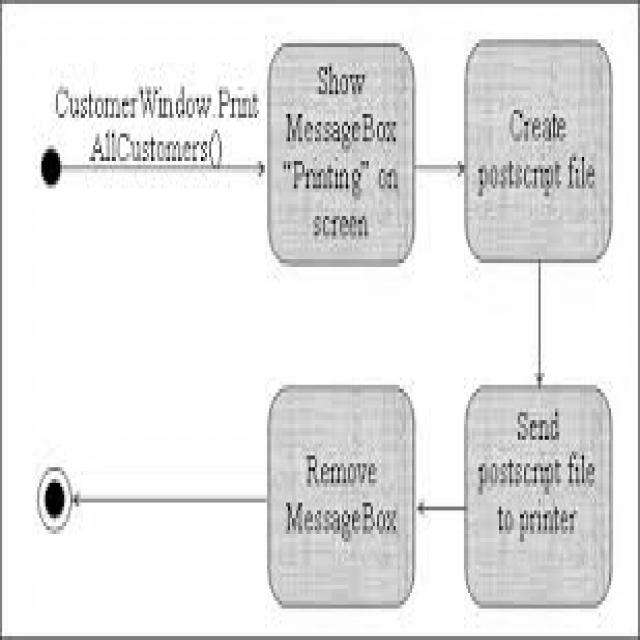 CustomerWindow.Print
AllCustomers()
Show
MessageBox
“Printing” on
screen
Create
postscript file
Send
postscript file
to printer
Remove
MessageBox